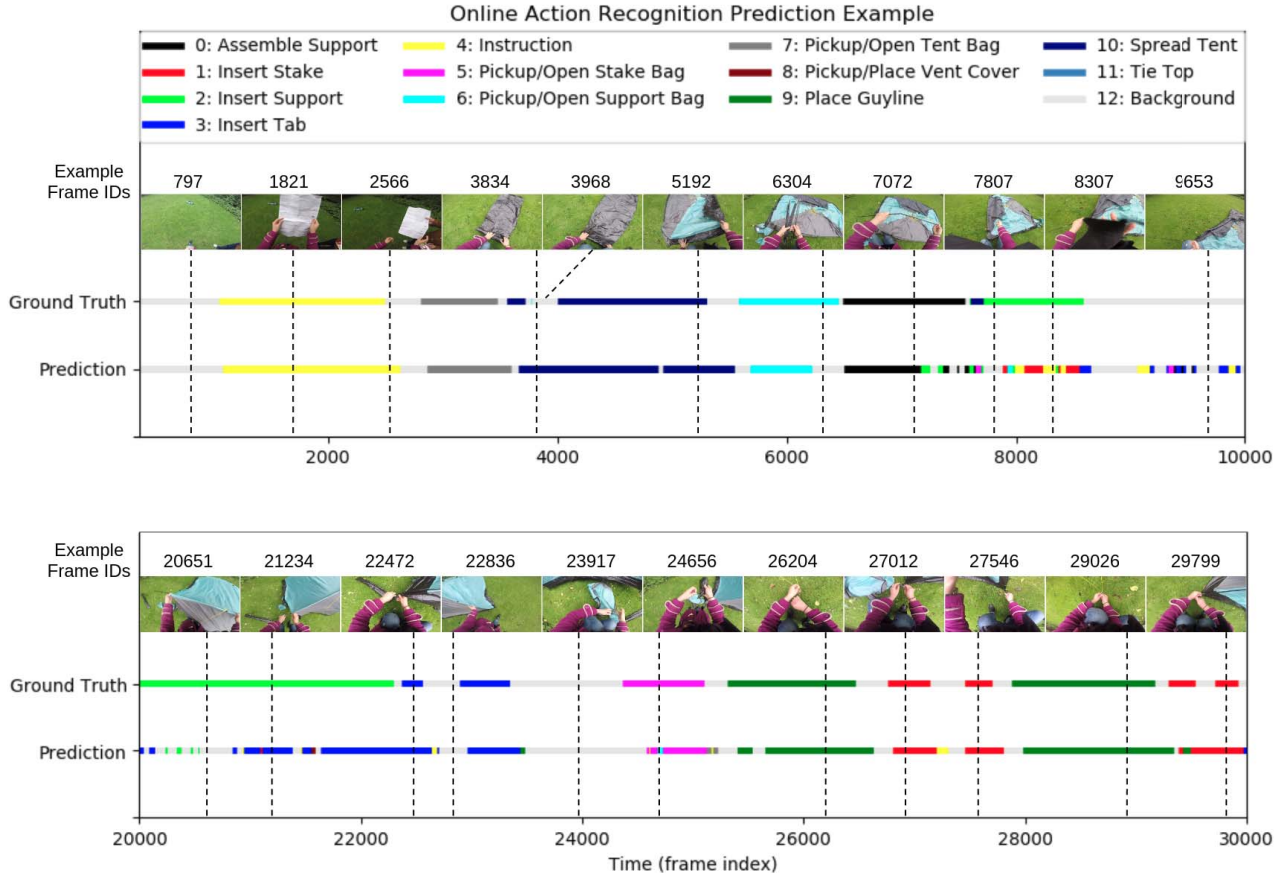 Online Action Recognition Prediction Example
0: Assemble Support 4: Instruction 7: Pickup/Open Tent Bag 10: Spread Tent
1: Insert Stake 5: Pickup/Open Stake Bag 8: Pickup/Place Vent Cover 11: Tie Top
2: Insert Support 6: Pickup/Open Support Bag 9: Place Guyline 12: Background
3: Insert Tab
Example
Frame IDs
797 1821 2566 3834 3968 5192 6304 7072 7807 8307 9653
Ground Truth
Prediction
2000 4000 6000 8000 10000
Example
Frame IDs
20651 21234 22472 22836 23917 24656 26204 27012 27546 29026 29799
Ground Truth
Prediction
20000 22000 24000 26000 28000 30000
Time (frame index)